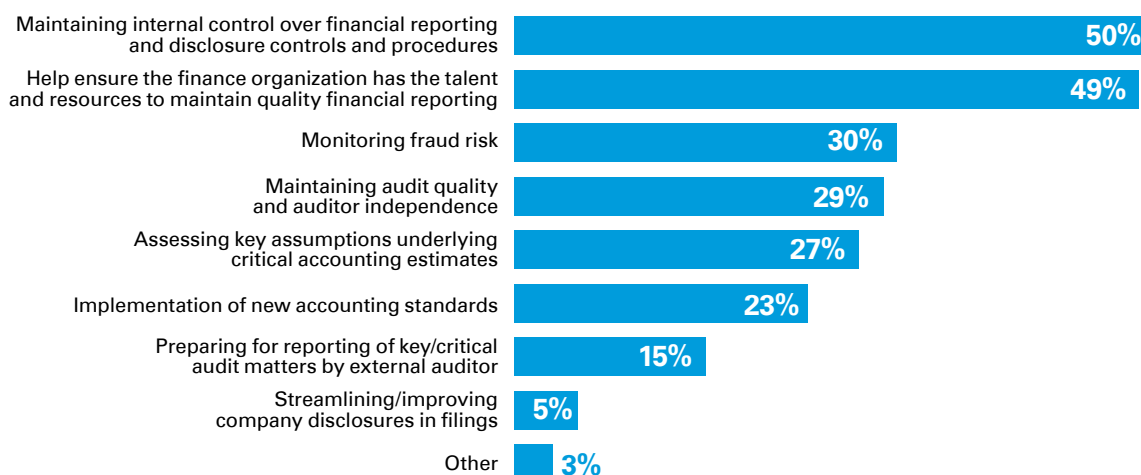 Maintaining internal control over financial reporting
and disclosure controls and procedures
50%
Help ensure the finance organization has the talent
and resources to maintain quality financial reporting
49%
Monitoring fraud risk
30%
Maintaining audit quality
and auditor independence
29%
Assessing key assumptions underlying
critical accounting estimates
27%
Implementation of new accounting standards
23%
Preparing for reporting of key/critical
audit matters by external auditor
15%
Streamlining/improving
company disclosures in filings
5%
Other
3%